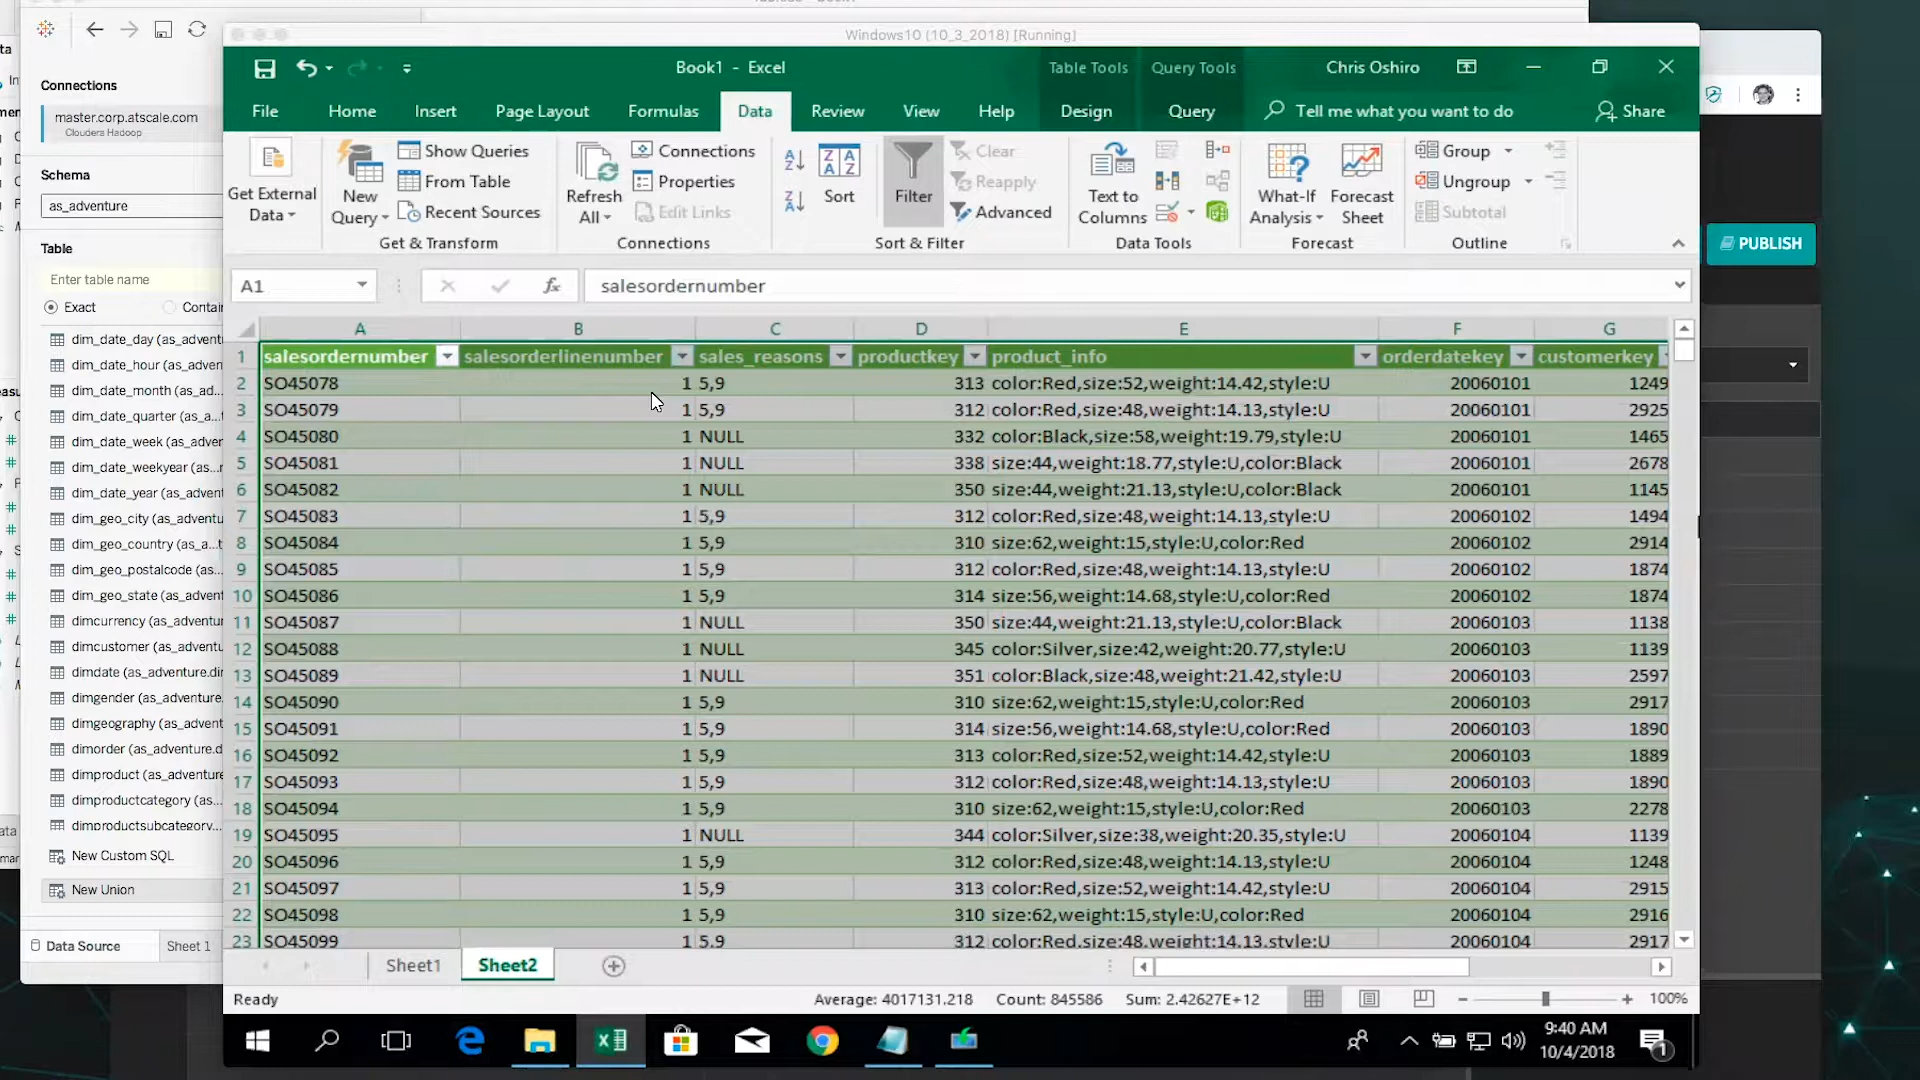 Windows10 (10_3_2018) [Running]
Book1 - Excel
Table Tools
Query Tools
Chris Oshiro
File
Home
Insert
Page Layout
Formulas
Data
Review
View
Help
Design
Query
Tell me what you want to do
Share
Get External
Data
New
Query
Show Queries
From Table
Recent Sources
Get & Transform
Refresh
All
Connections
Properties
Edit Links
Connections
Sort
Filter
Clear
Reapply
Advanced
Sort & Filter
Text to
Columns
Data Tools
What-If
Analysis
Forecast
Sheet
Forecast
Group
Ungroup
Subtotal
Outline
A1
fx
salesordernumber
A B C D E F G
1 salesordernumber salesorderlinenumber sales_reasons productkey product_info orderdatekey customerkey
2 SO45078 1 5,9 313 color:Red,size:52,weight:14.42,style:U 20060101 1249
3 SO45079 1 5,9 312 color:Red,size:48,weight:14.13,style:U 20060101 2925
4 SO45080 1 NULL 332 color:Black,size:58,weight:19.79,style:U 20060101 1465
5 SO45081 1 NULL 338 size:44,weight:18.77,style:U,color:Black 20060101 2678
6 SO45082 1 NULL 350 size:44,weight:21.13,style:U,color:Black 20060101 1145
7 SO45083 1 5,9 312 color:Red,size:48,weight:14.13,style:U 20060102 1494
8 SO45084 1 5,9 310 size:62,weight:15,style:U,color:Red 20060102 2914
9 SO45085 1 5,9 312 color:Red,size:48,weight:14.13,style:U 20060102 1874
10 SO45086 1 5,9 314 size:56,weight:14.68,style:U,color:Red 20060102 1874
11 SO45087 1 NULL 350 size:44,weight:21.13,style:U,color:Black 20060103 1138
12 SO45088 1 NULL 345 color:Silver,size:42,weight:20.77,style:U 20060103 1139
13 SO45089 1 NULL 351 color:Black,size:48,weight:21.42,style:U 20060103 2597
14 SO45090 1 5,9 310 size:62,weight:15,style:U,color:Red 20060103 2917
15 SO45091 1 5,9 314 size:56,weight:14.68,style:U,color:Red 20060103 1890
16 SO45092 1 5,9 313 color:Red,size:52,weight:14.42,style:U 20060103 1889
17 SO45093 1 5,9 312 color:Red,size:48,weight:14.13,style:U 20060103 1890
18 SO45094 1 5,9 310 size:62,weight:15,style:U,color:Red 20060103 2278
19 SO45095 1 NULL 344 color:Silver,size:38,weight:20.35,style:U 20060104 1139
20 SO45096 1 5,9 312 color:Red,size:48,weight:14.13,style:U 20060104 1248
21 SO45097 1 5,9 313 color:Red,size:52,weight:14.42,style:U 20060104 2915
22 SO45098 1 5,9 310 size:62,weight:15,style:U,color:Red 20060104 2916
23 SO45099 1 5,9 312 color:Red,size:48,weight:14.13,style:U 20060104 2917
Sheet1
Sheet2
Ready
Average: 4017131.218 Count: 845586 Sum: 2.42627E+12
100%
9:40 AM
10/4/2018
1
Connections
master.corp.atscale.com
Cloudera Hadoop
Schema
as_adventure
Table
Enter table name
Exact
Contai
dim_date_day (as_advent
dim_date_hour (as_advent
dim_date_month (as_ad...
dim_date_quarter (as_a...t
dim_date_week (as_adver
dim_date_weekyear (as...r
dim_date_year (as_advent
dim_geo_city (as_adventu
dim_geo_country (as_a...t
dim_geo_postalcode (as...
dim_geo_state (as_advent
dimcurrency (as_adventu
dimcustomer (as_adventu
dimdate (as_adventure.dir
dimgender (as_adventure.
dimgeography (as_advent
dimorder (as_adventure.d
dimproduct (as_adventure
dimproductcategory (as...
dimproductsubcategory...
New Custom SQL
New Union
Data Source
Sheet 1
PUBLISH